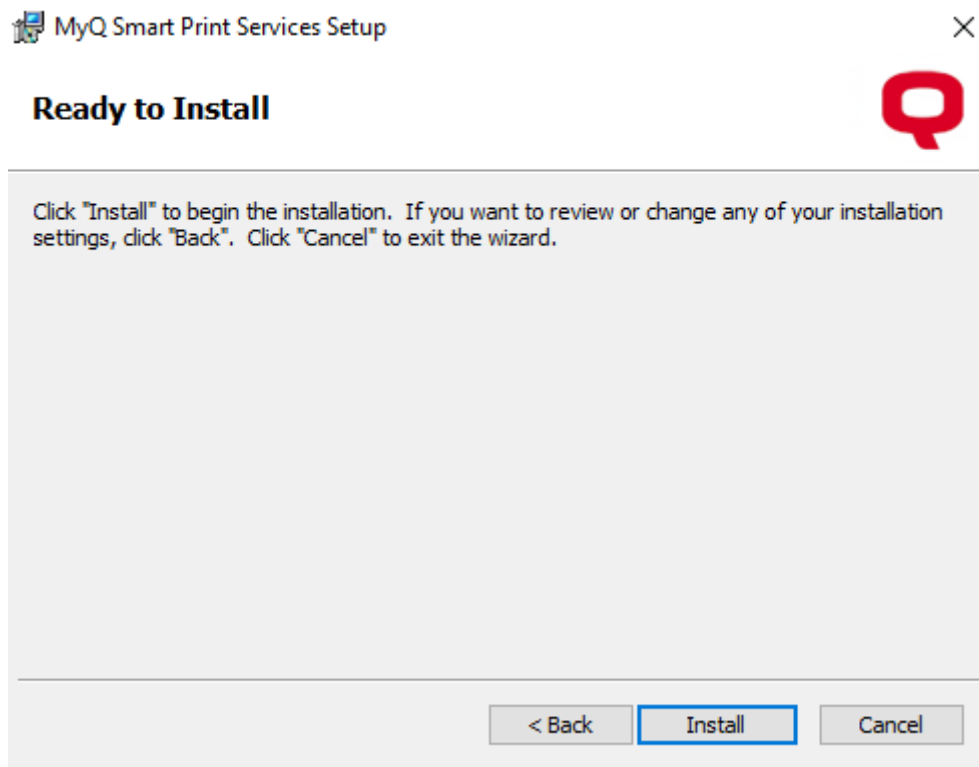 MyQ Smart Print Services Setup
Ready to Install
Click "Install" to begin the installation.  If you want to review or change any of your installation
settings, click "Back".  Click "Cancel" to exit the wizard.
< Back
Install
Cancel